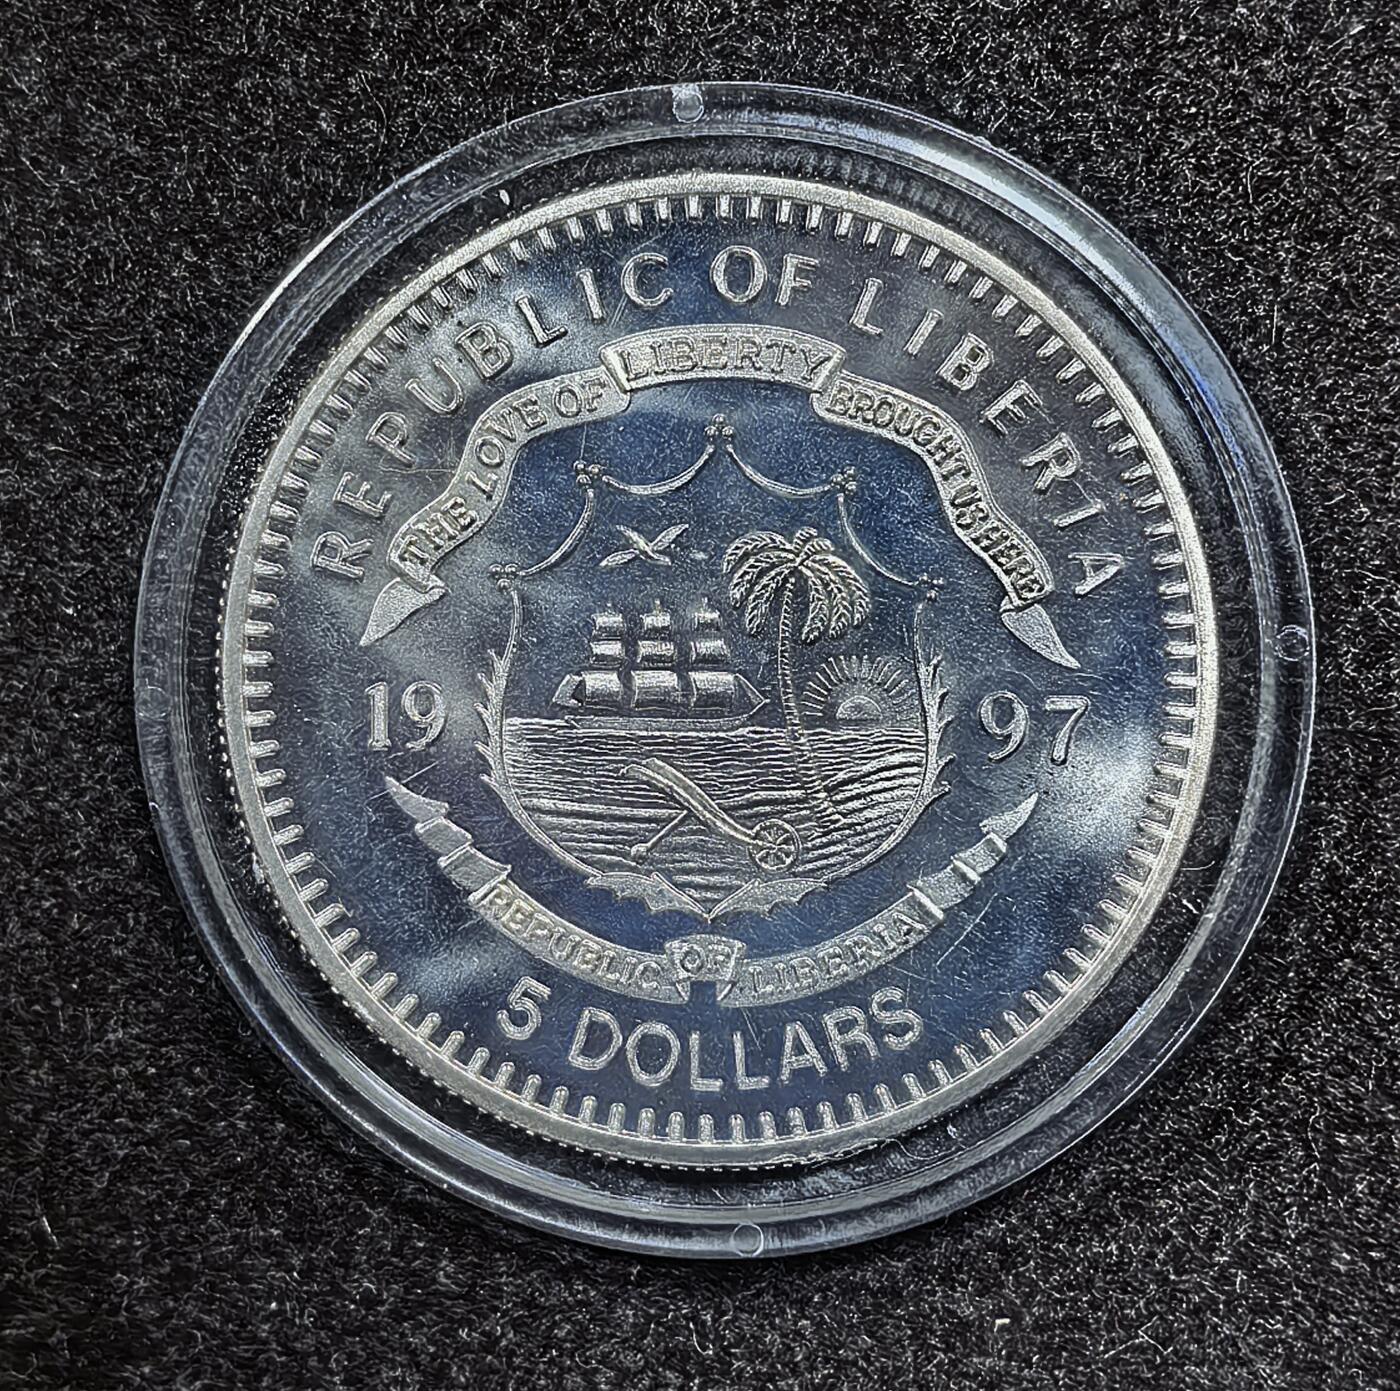 REPUBLIC OF LIBERIA
THE LOVE OF LIBERTY BROUGHT US HERE
19 97
REPUBLIC OF LIBERIA
5 DOLLARS